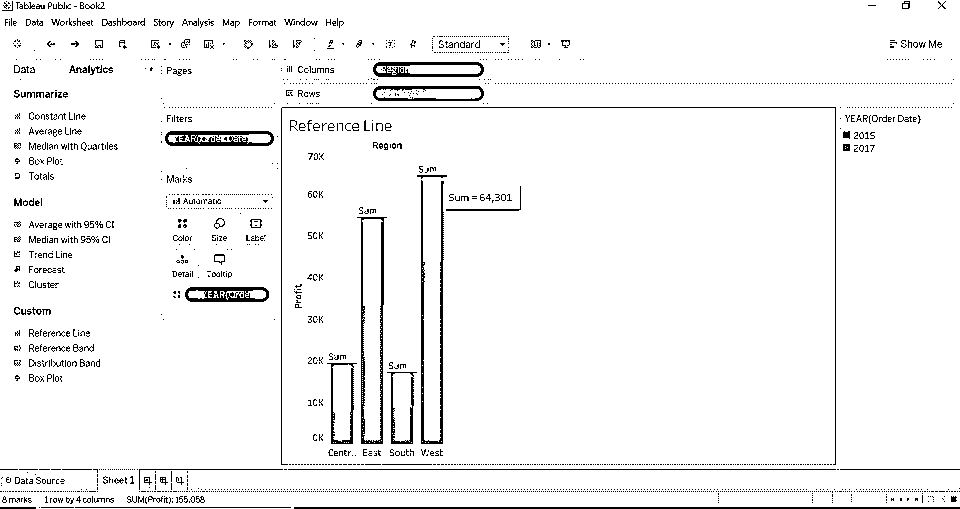 Tableau Public - Book2
File Data Worksheet Dashboard Story Analysis Map Format Window Help
Standard
Show Me
Data Analytics
Summarize
Constant Line
Average Line
Median with Quartiles
Box Plot
Totals
Model
Average with 95% CI
Median with 95% CI
Trend Line
Forecast
Cluster
Custom
Reference Line
Reference Band
Distribution Band
Box Plot
Pages
Filters
YEAR(Order Date)
Marks
Automatic
Color Size Label
Detail Tooltip
YEAR(Order
Columns Region
Rows
Reference Line
Region
70K
60K
50K
40K
30K
20K
10K
0K
Profit
Sum
Sum
Sum
Sum
Sum = 64,301
Centr.. East South West
YEAR(Order Date)
2015
2017
Data Source Sheet 1
8 marks 1 row by 4 columns SUM(Profit): 155,058